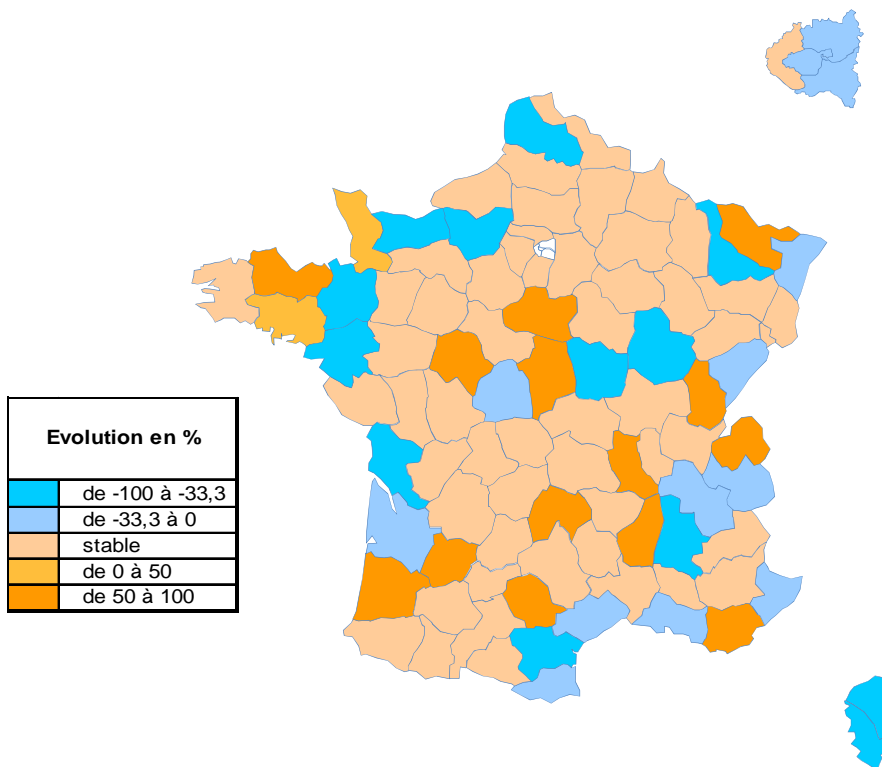 Evolution en %
de -100 à -33,3
de -33,3 à 0
stable
de 0 à 50
de 50 à 100